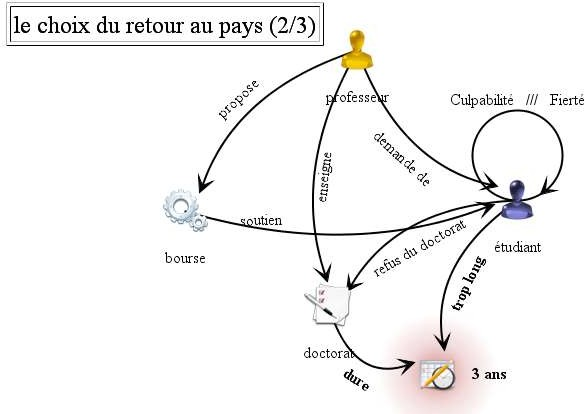 le choix du retour au pays (2/3)
professeur
Culpabilité /// Fierté
propose
enseigne
demande de
soutien
refus du doctorat
étudiant
bourse
trop long
doctorat
dure
3 ans